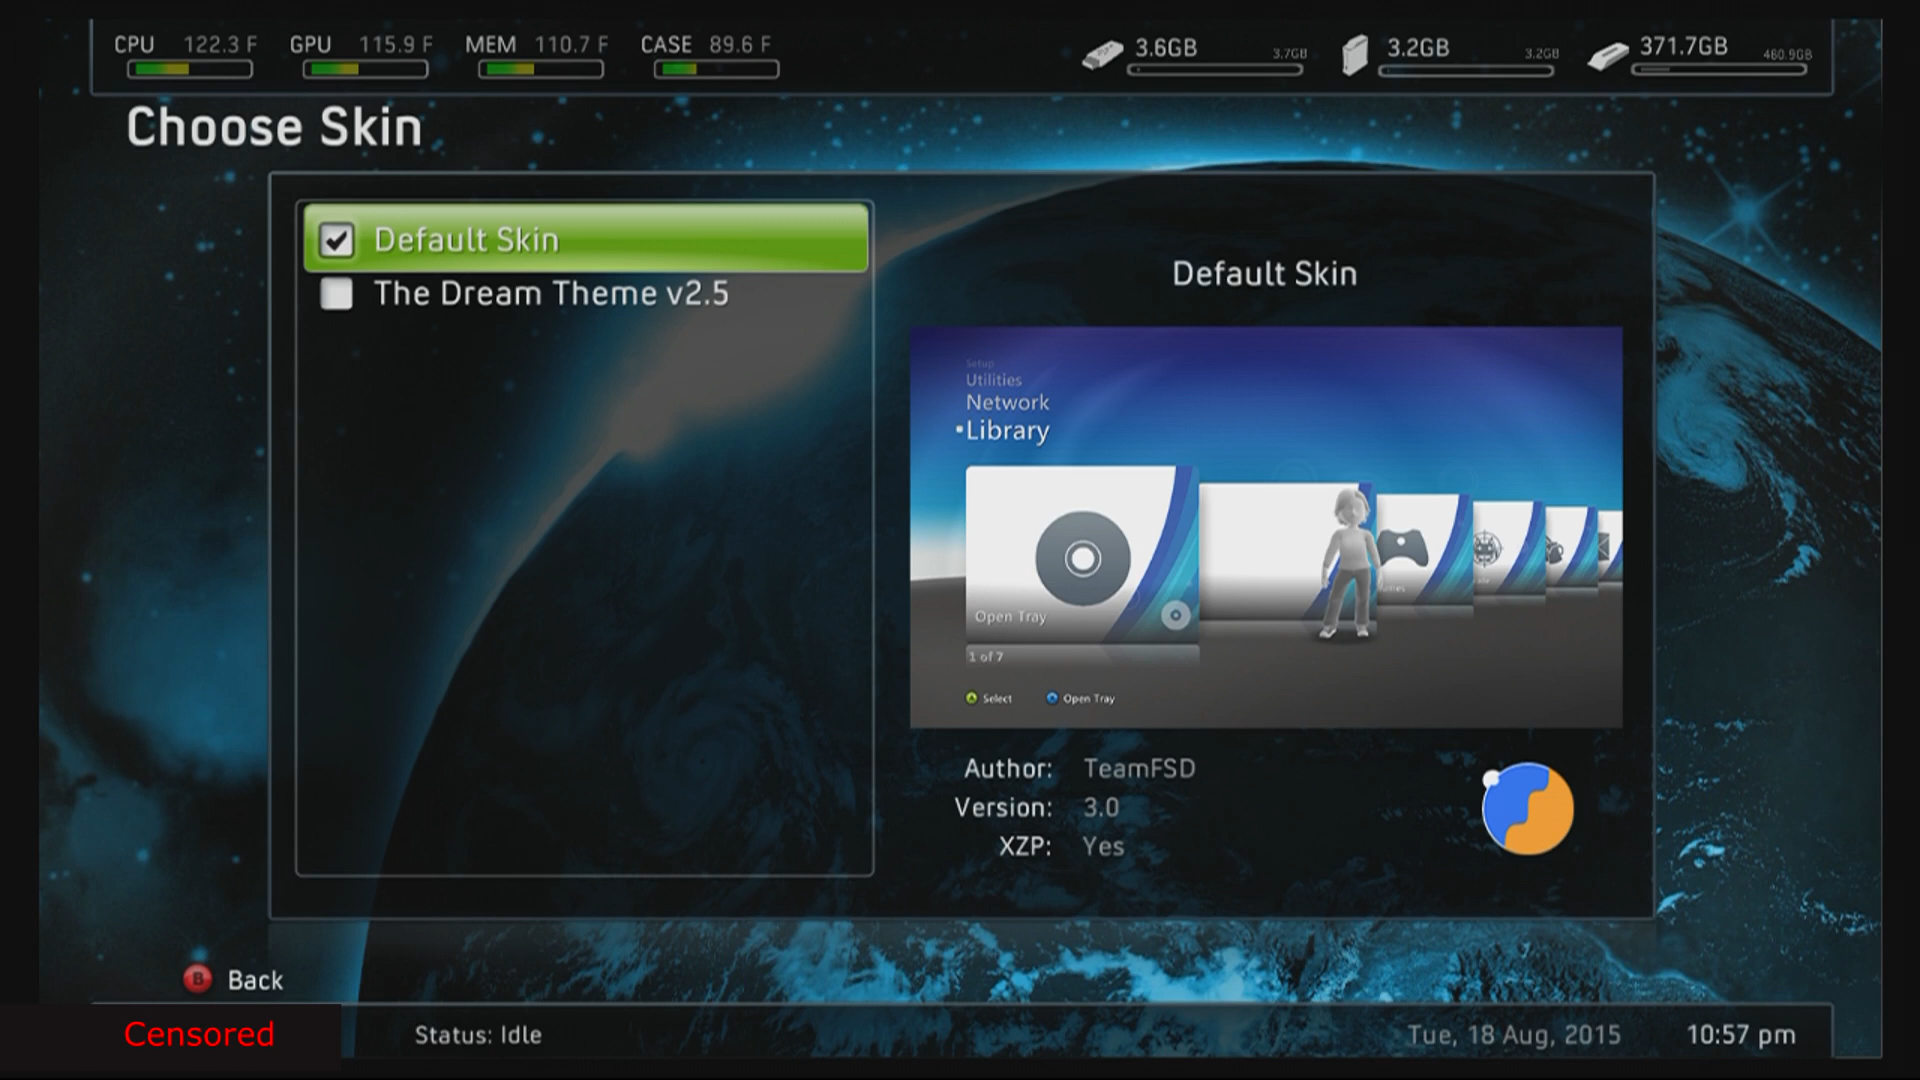 CPU 122.3 F GPU 115.9 F MEM 110.7 F CASE 89.6 F 3.6GB 3.7GB 3.2GB 3.2GB 371.7GB 460.9GB
Choose Skin
Default Skin
The Dream Theme v2.5
Default Skin
Setup
Utilities
Network
Library
Open Tray
1 of 7
A Select Open Tray
Author: TeamFSD
Version: 3.0
XZP: Yes
B Back
Censored Status: Idle Tue, 18 Aug, 2015 10:57 pm